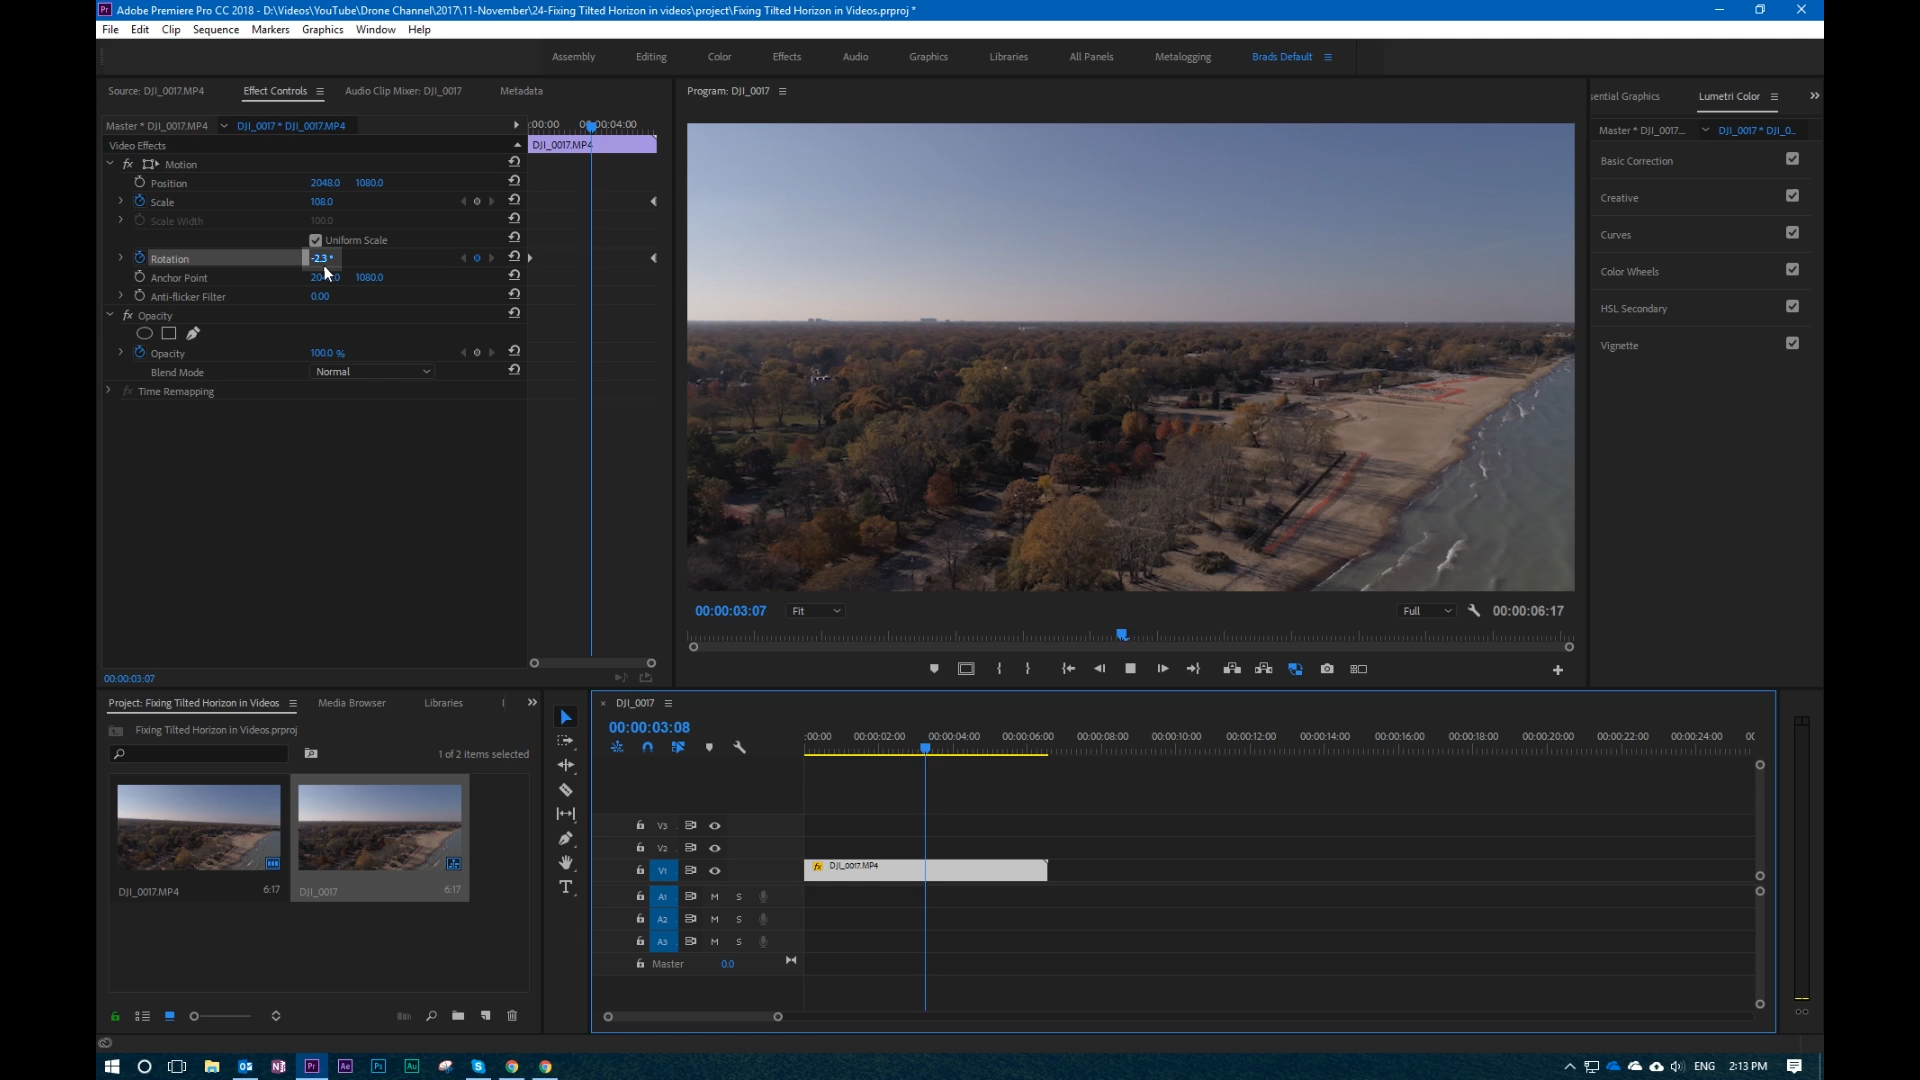 Adobe Premiere Pro CC 2018 - D:\Videos\YouTube\Drone Channel\2017\11-November\24-Fixing Tilted Horizon in videos\project\Fixing Tilted Horizon in Videos.prproj *
File Edit Clip Sequence Markers Graphics Window Help
Assembly Editing Color Effects Audio Graphics Libraries All Panels Metalogging Brads Default
Source: DJI_0017.MP4 Effect Controls Audio Clip Mixer: DJI_0017 Metadata
Program: DJI_0017
sential Graphics Lumetri Color
Master * DJI_0017.MP4 DJI_0017 * DJI_0017.MP4
:00:00 00:00:04:00
Master * DJI_0017... DJI_0017 * DJI_0...
Video Effects
DJI_0017.MP4
fx Motion
Position 2048.0 1080.0
Scale 108.0
Scale Width 100.0
Uniform Scale
Rotation -2.3 °
Anchor Point 1080.0
Anti-flicker Filter 0.00
fx Opacity
Opacity 100.0 %
Blend Mode Normal
fx Time Remapping
Basic Correction
Creative
Curves
Color Wheels
HSL Secondary
Vignette
00:00:03:07 Fit Full 00:00:06:17
00:00:03:07
Project: Fixing Tilted Horizon in Videos Media Browser Libraries
Fixing Tilted Horizon in Videos.prproj
1 of 2 items selected
DJI_0017.MP4 6:17
DJI_0017 6:17
× DJI_0017
00:00:03:08
:00:00 00:00:02:00 00:00:04:00 00:00:06:00 00:00:08:00 00:00:10:00 00:00:12:00 00:00:14:00 00:00:16:00 00:00:18:00 00:00:20:00 00:00:22:00 00:00:24:00
V3
V2
V1
fx DJI_0017.MP4
A1 M S
A2 M S
A3 M S
Master 0.0
T
Pr Ae Ps Au
ENG 2:13 PM